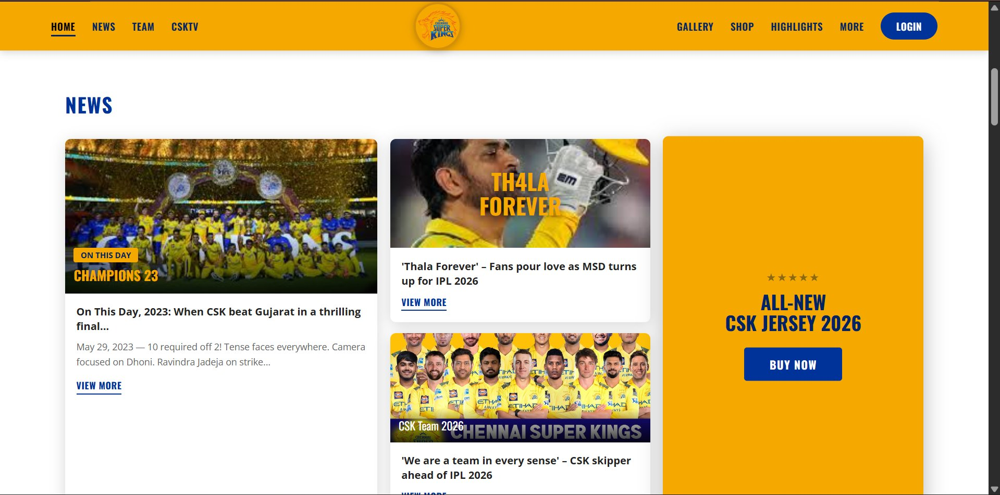 HOME NEWS TEAM CSKTV
CHENNAI
SUPER
KINGS
GALLERY SHOP HIGHLIGHTS MORE LOGIN
NEWS
ON THIS DAY
CHAMPIONS 23
On This Day, 2023: When CSK beat Gujarat in a thrilling
final...
May 29, 2023 — 10 required off 2! Tense faces everywhere. Camera
focused on Dhoni. Ravindra Jadeja on strike...
VIEW MORE
TH4LA
FOREVER
'Thala Forever' – Fans pour love as MSD turns
up for IPL 2026
VIEW MORE
ETIHAD
AIRWAYS
CSK Team 2026
CHENNAI SUPER KINGS
'We are a team in every sense' – CSK skipper
ahead of IPL 2026
VIEW MORE
★★★★★
ALL-NEW
CSK JERSEY 2026
BUY NOW